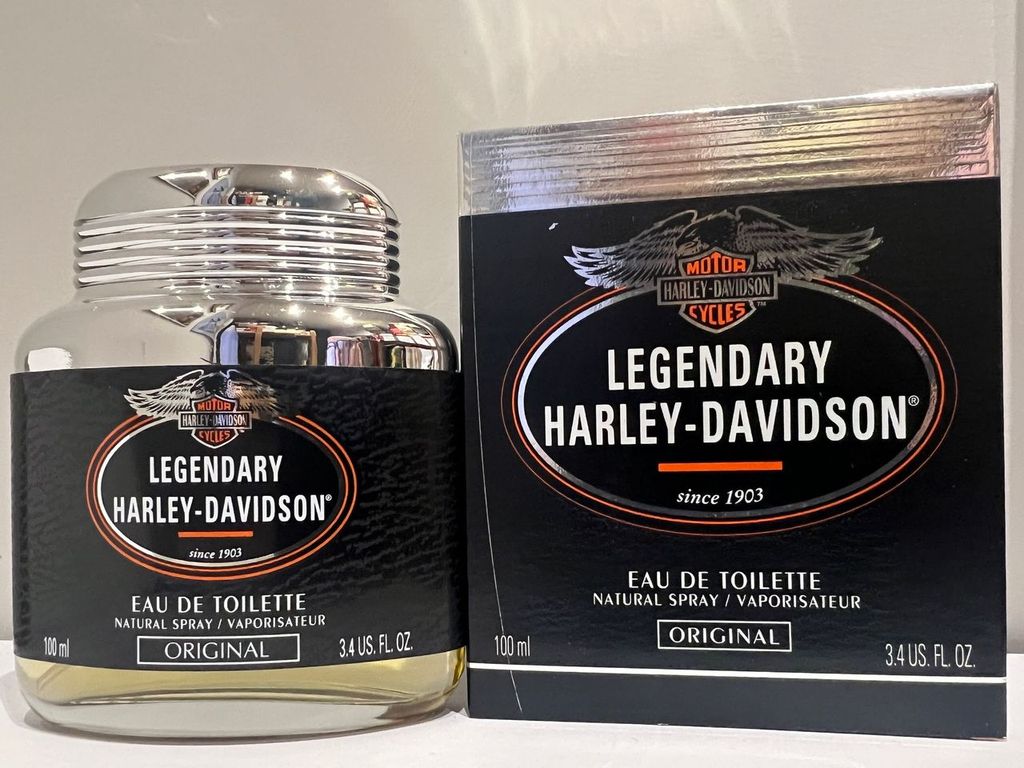 MOTOR
HARLEY-DAVIDSON
CYCLES
LEGENDARY
HARLEY-DAVIDSON®
since 1903
EAU DE TOILETTE
NATURAL SPRAY / VAPORISATEUR
100 ml
ORIGINAL
3.4 US. FL. OZ.
MOTOR
HARLEY-DAVIDSON
CYCLES™
LEGENDARY
HARLEY-DAVIDSON®
since 1903
EAU DE TOILETTE
NATURAL SPRAY / VAPORISATEUR
ORIGINAL
100 ml
3.4 US. FL. OZ.